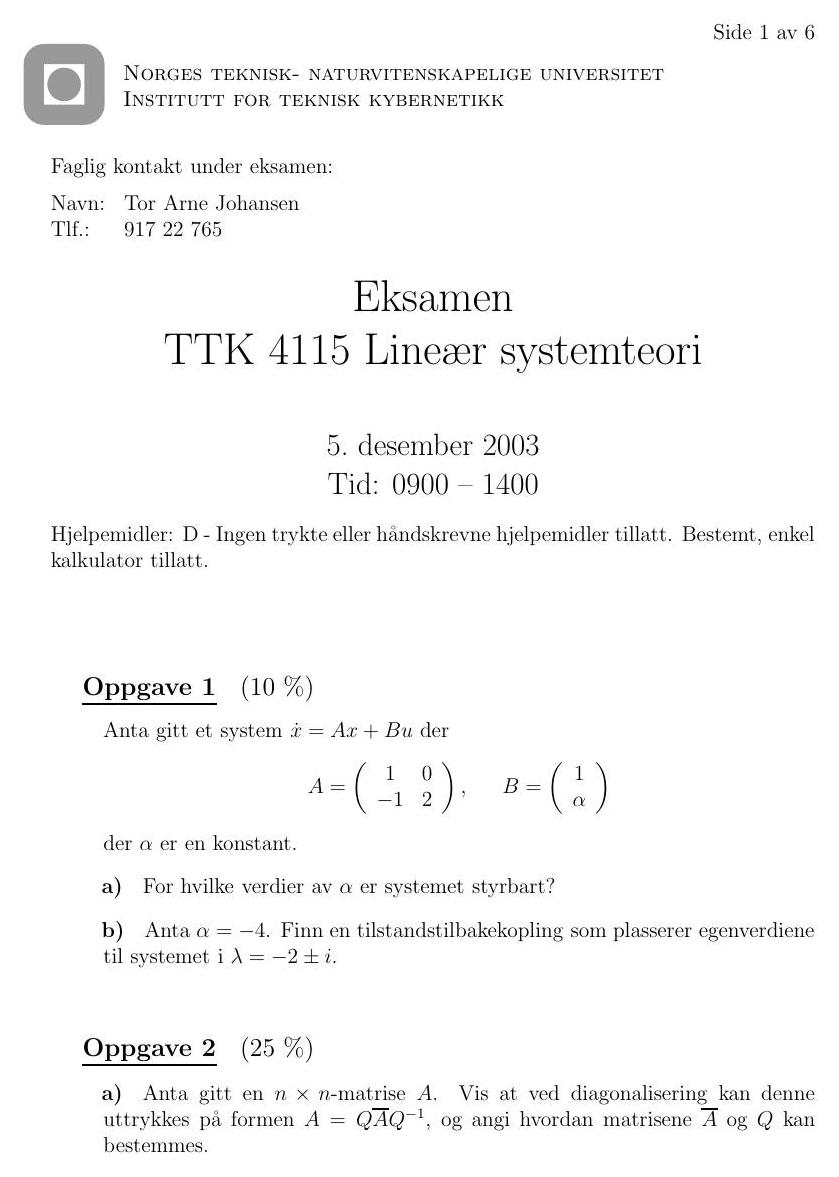 Side 1 av 6
Norges teknisk- naturvitenskapelige universitet
Institutt for teknisk kybernetikk
Faglig kontakt under eksamen:
Navn: Tor Arne Johansen
Tlf.: 917 22 765
Eksamen
TTK 4115 Lineær systemteori
5. desember 2003
Tid: 0900 – 1400
Hjelpemidler: D - Ingen trykte eller håndskrevne hjelpemidler tillatt. Bestemt, enkel
kalkulator tillatt.
Oppgave 1 (10 %)
Anta gitt et system ẋ = Ax + Bu der
A = ( 1 0 ; −1 2 ), B = ( 1 ; α )
der α er en konstant.
a) For hvilke verdier av α er systemet styrbart?
b) Anta α = −4. Finn en tilstandstilbakekopling som plasserer egenverdiene
til systemet i λ = −2 ± i.
Oppgave 2 (25 %)
a) Anta gitt en n × n-matrise A. Vis at ved diagonalisering kan denne
uttrykkes på formen A = QA̅Q⁻¹, og angi hvordan matrisene A̅ og Q kan
bestemmes.